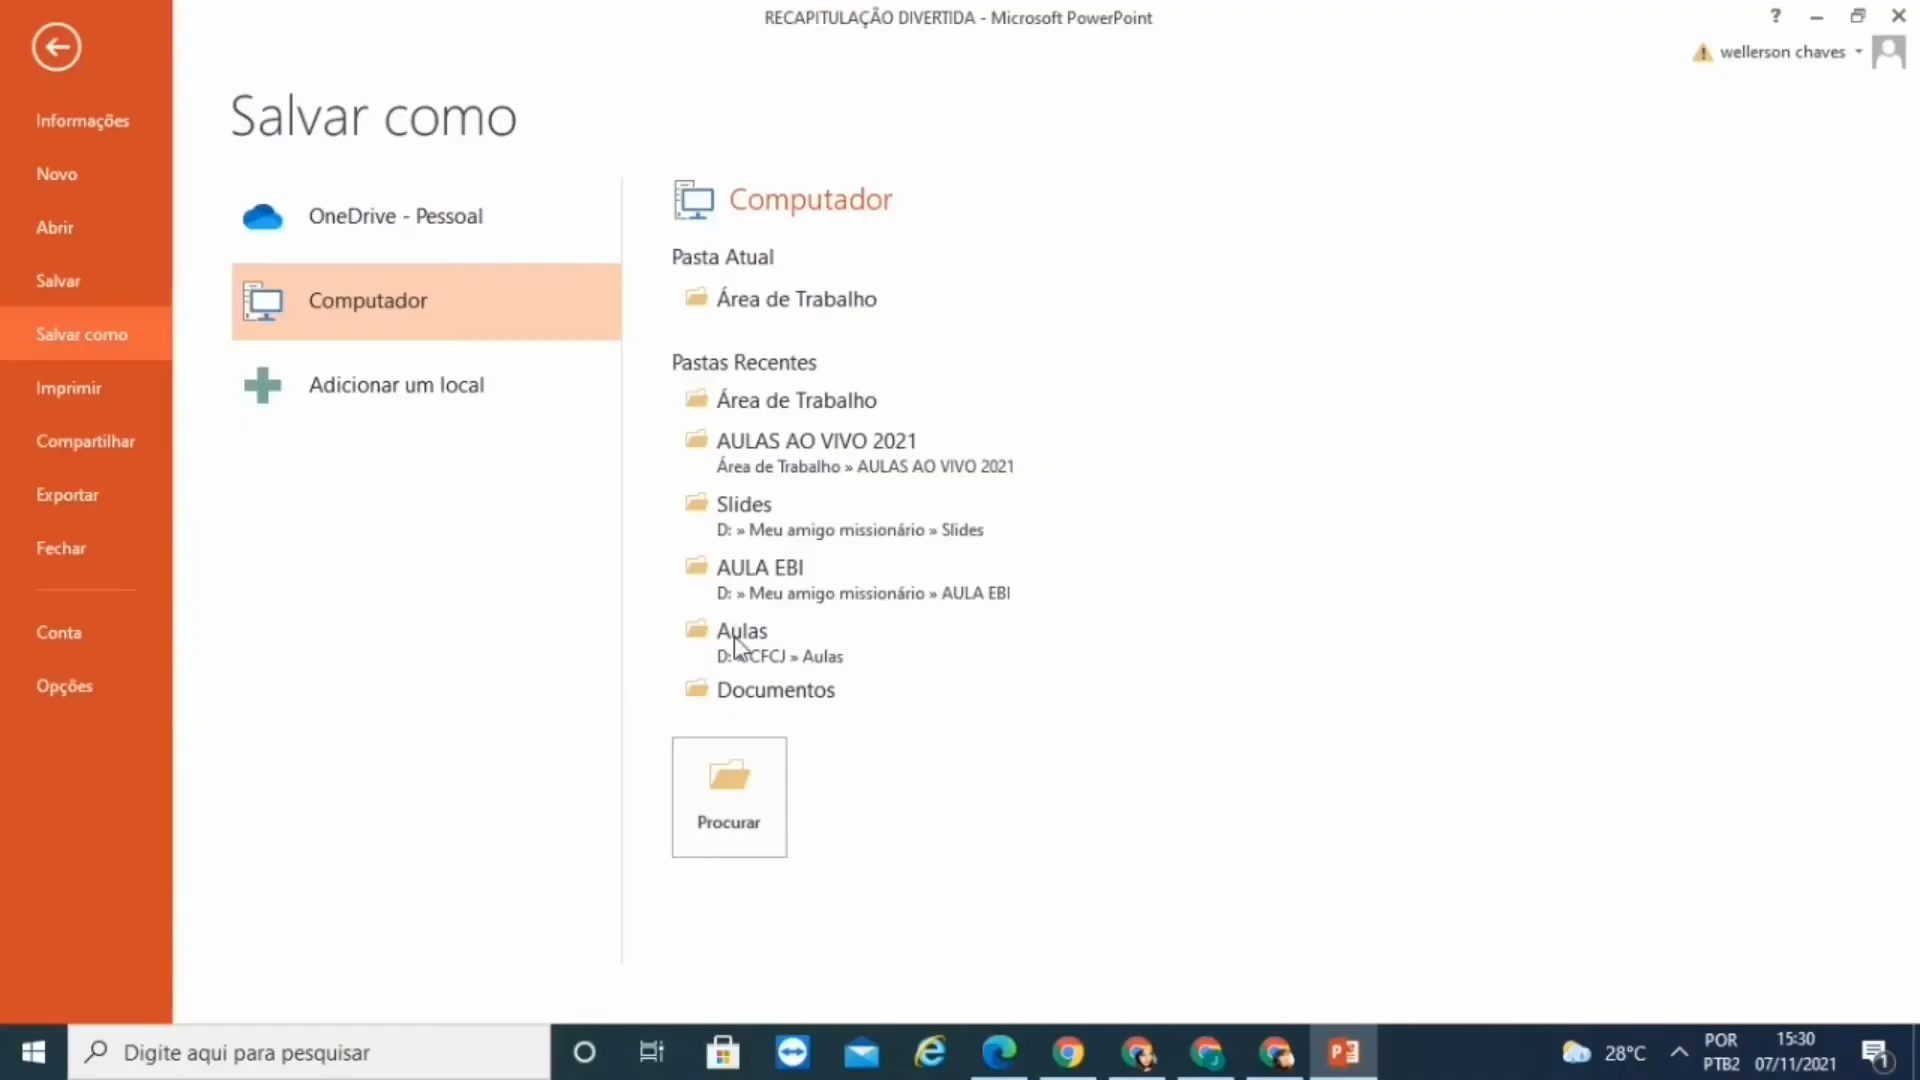 RECAPITULAÇÃO DIVERTIDA - Microsoft PowerPoint
?
wellerson chaves
Informações
Novo
Abrir
Salvar
Salvar como
Imprimir
Compartilhar
Exportar
Fechar
Conta
Opções
Salvar como
OneDrive - Pessoal
Computador
Adicionar um local
Computador
Pasta Atual
Área de Trabalho
Pastas Recentes
Área de Trabalho
AULAS AO VIVO 2021
Área de Trabalho » AULAS AO VIVO 2021
Slides
D: » Meu amigo missionário » Slides
AULA EBI
D: » Meu amigo missionário » AULA EBI
Aulas
D: » CFCJ » Aulas
Documentos
Procurar
Digite aqui para pesquisar
28°C
POR
PTB2
15:30
07/11/2021
1